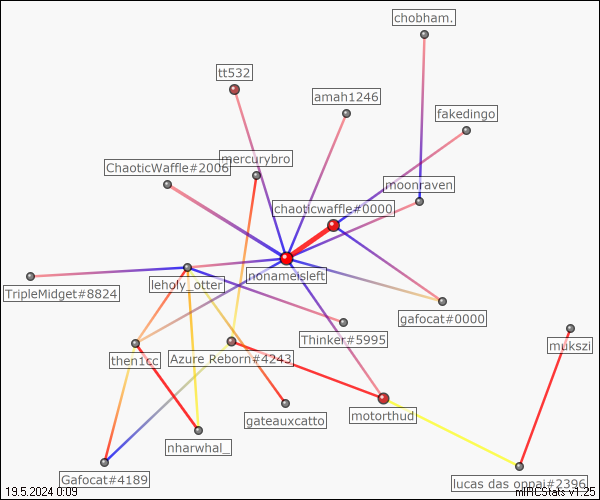 chobham.
tt532
amah1246
fakedingo
mercurybro
ChaoticWaffle#2006
moonraven
chaoticwaffle#0000
nonameisleft
leholy_otter
TripleMidget#8824
gafocat#0000
Thinker#5995
mukszi
then1cc
Azure Reborn#4243
motorthud
gateauxcatto
nharwhal_
Gafocat#4189
lucas das oppai#2396
19.5.2024 0:09
mIRCStats v1.25